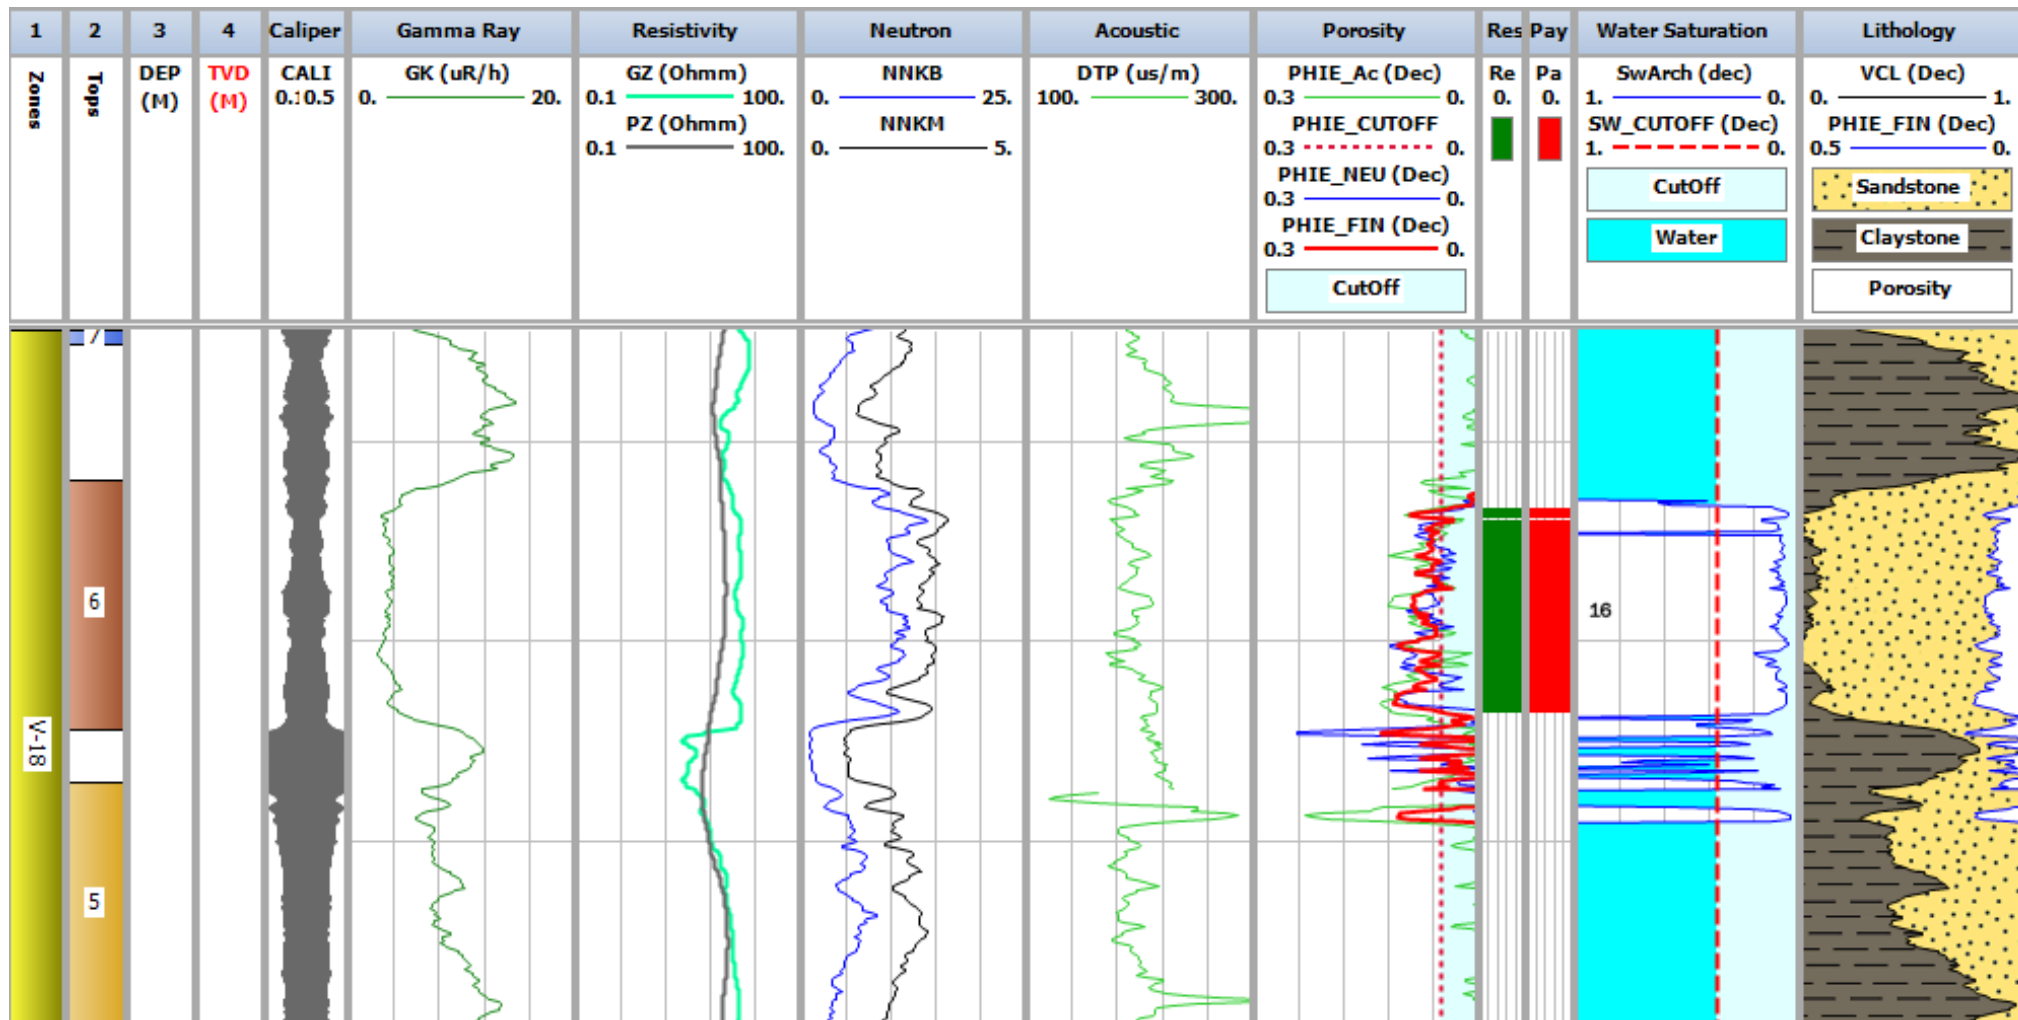 1 2 3 4 Caliper Gamma Ray Resistivity Neutron Acoustic Porosity Res Pay Water Saturation Lithology
Zones
Tops
DEP
(M)
TVD
(M)
CALI
0.10.5
GK (uR/h)
0. 20.
GZ (Ohmm)
0.1 100.
PZ (Ohmm)
0.1 100.
NNKB
0. 25.
NNKM
0. 5.
DTP (us/m)
100. 300.
PHIE_Ac (Dec)
0.3 0.
PHIE_CUTOFF
0.3 0.
PHIE_NEU (Dec)
0.3 0.
PHIE_FIN (Dec)
0.3 0.
CutOff
Re
0.
Pa
0.
SwArch (dec)
1. 0.
SW_CUTOFF (Dec)
1. 0.
CutOff
Water
VCL (Dec)
0. 1.
PHIE_FIN (Dec)
0.5 0.
Sandstone
Claystone
Porosity
7
6
16
V-18
5